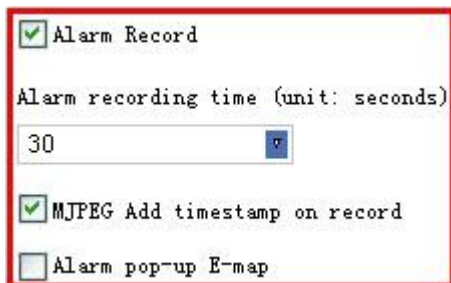 Alarm Record
Alarm recording time (unit: seconds)
30
MJPEG Add timestamp on record
Alarm pop-up E-map